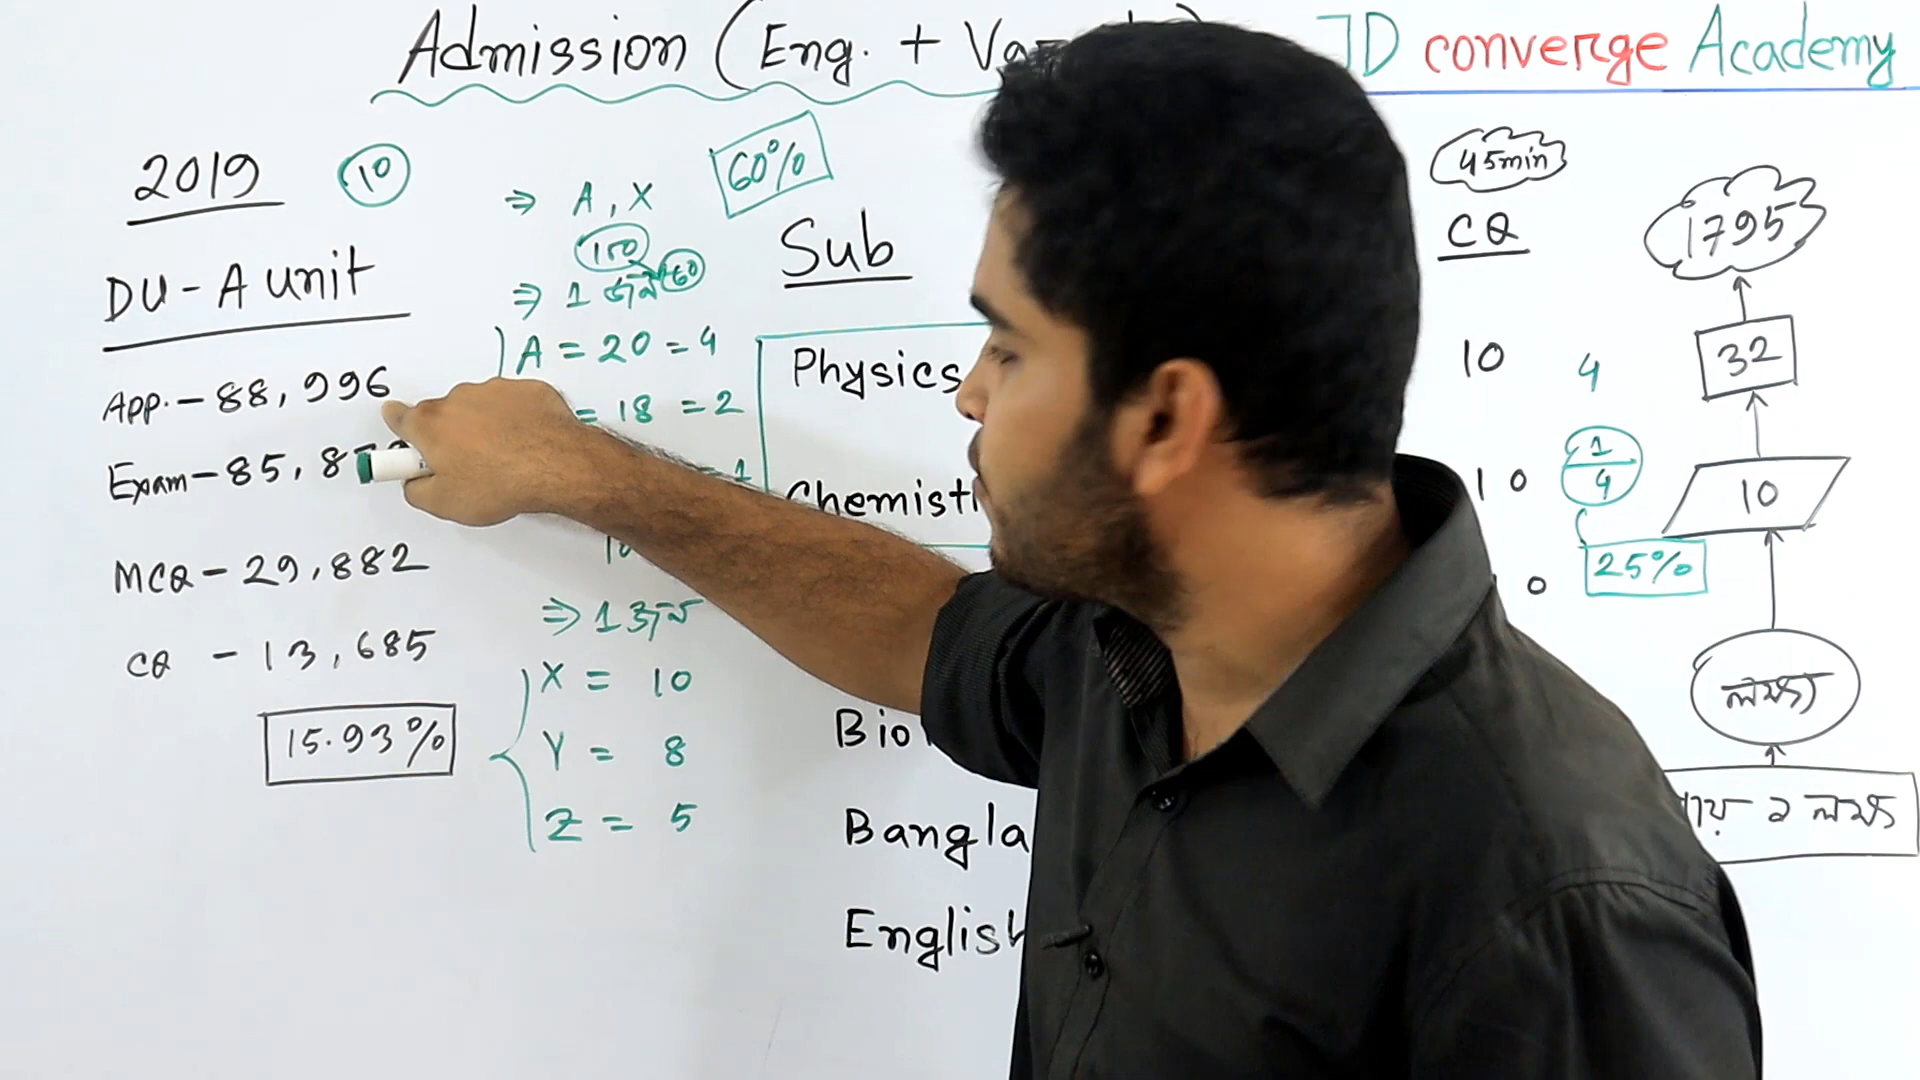 Admission (Eng. + Va
JD converge Academy
2019
10
DU - A unit
App. - 88,996
Exam - 85,8
MCQ - 29,882
CQ - 13,685
15.93%
⇒ A, X
60%
100
60
⇒ 1 জন
A = 20 = 4
= 18 = 2
= 1
10
⇒ 1 জন
X = 10
Y = 8
Z = 5
Sub
Physics
Chemist
Bio
Bangla
English
45min
CQ
10
4
10
1/4
25%
0
1795
32
10
লক্ষ্য
২ লক্ষ